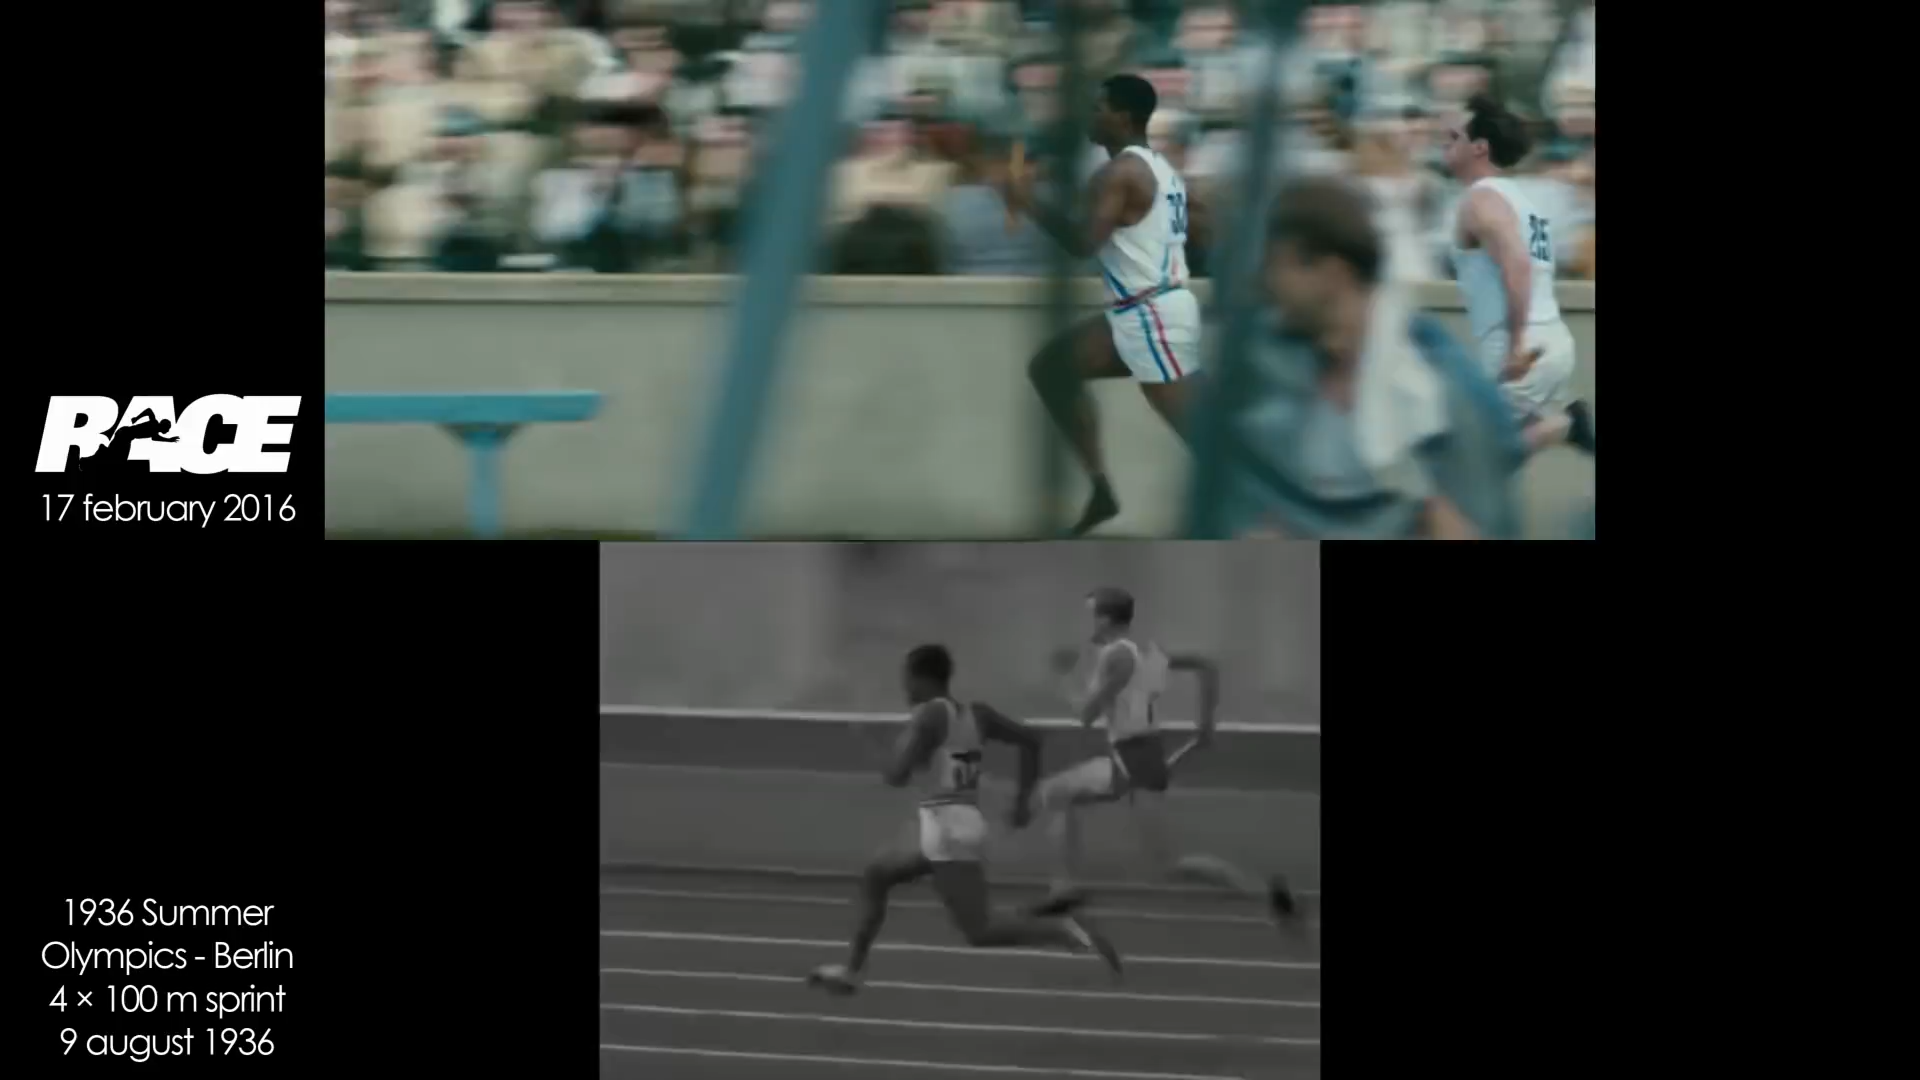 RACE
17 february 2016
1936 Summer
Olympics - Berlin
4 × 100 m sprint
9 august 1936